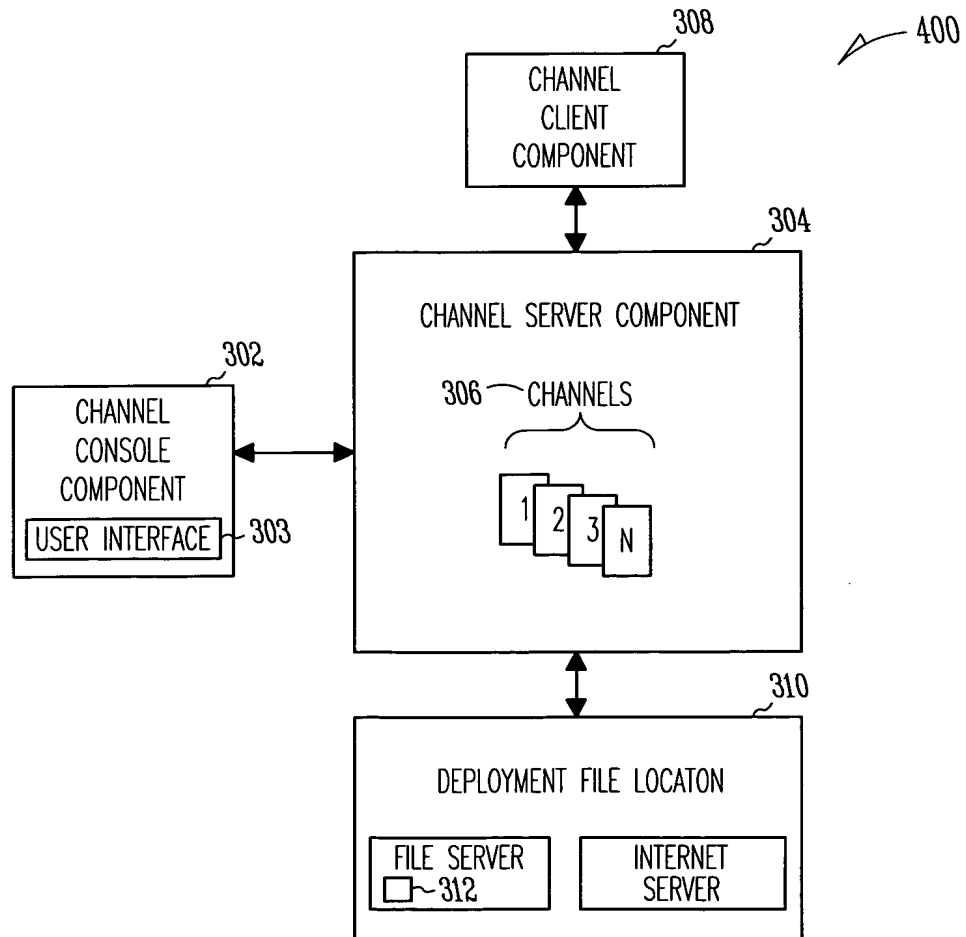 400
308
CHANNEL
CLIENT
COMPONENT
304
CHANNEL SERVER COMPONENT
306 CHANNELS
1
2
3
N
302
CHANNEL
CONSOLE
COMPONENT
USER INTERFACE
303
310
DEPLOYMENT FILE LOCATON
FILE SERVER
312
INTERNET
SERVER